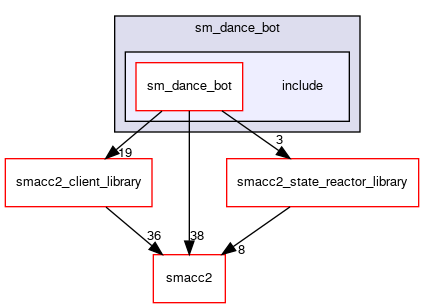 sm_dance_bot
sm_dance_bot
include
3
19
smacc2_client_library
smacc2_state_reactor_library
36
38
8
smacc2